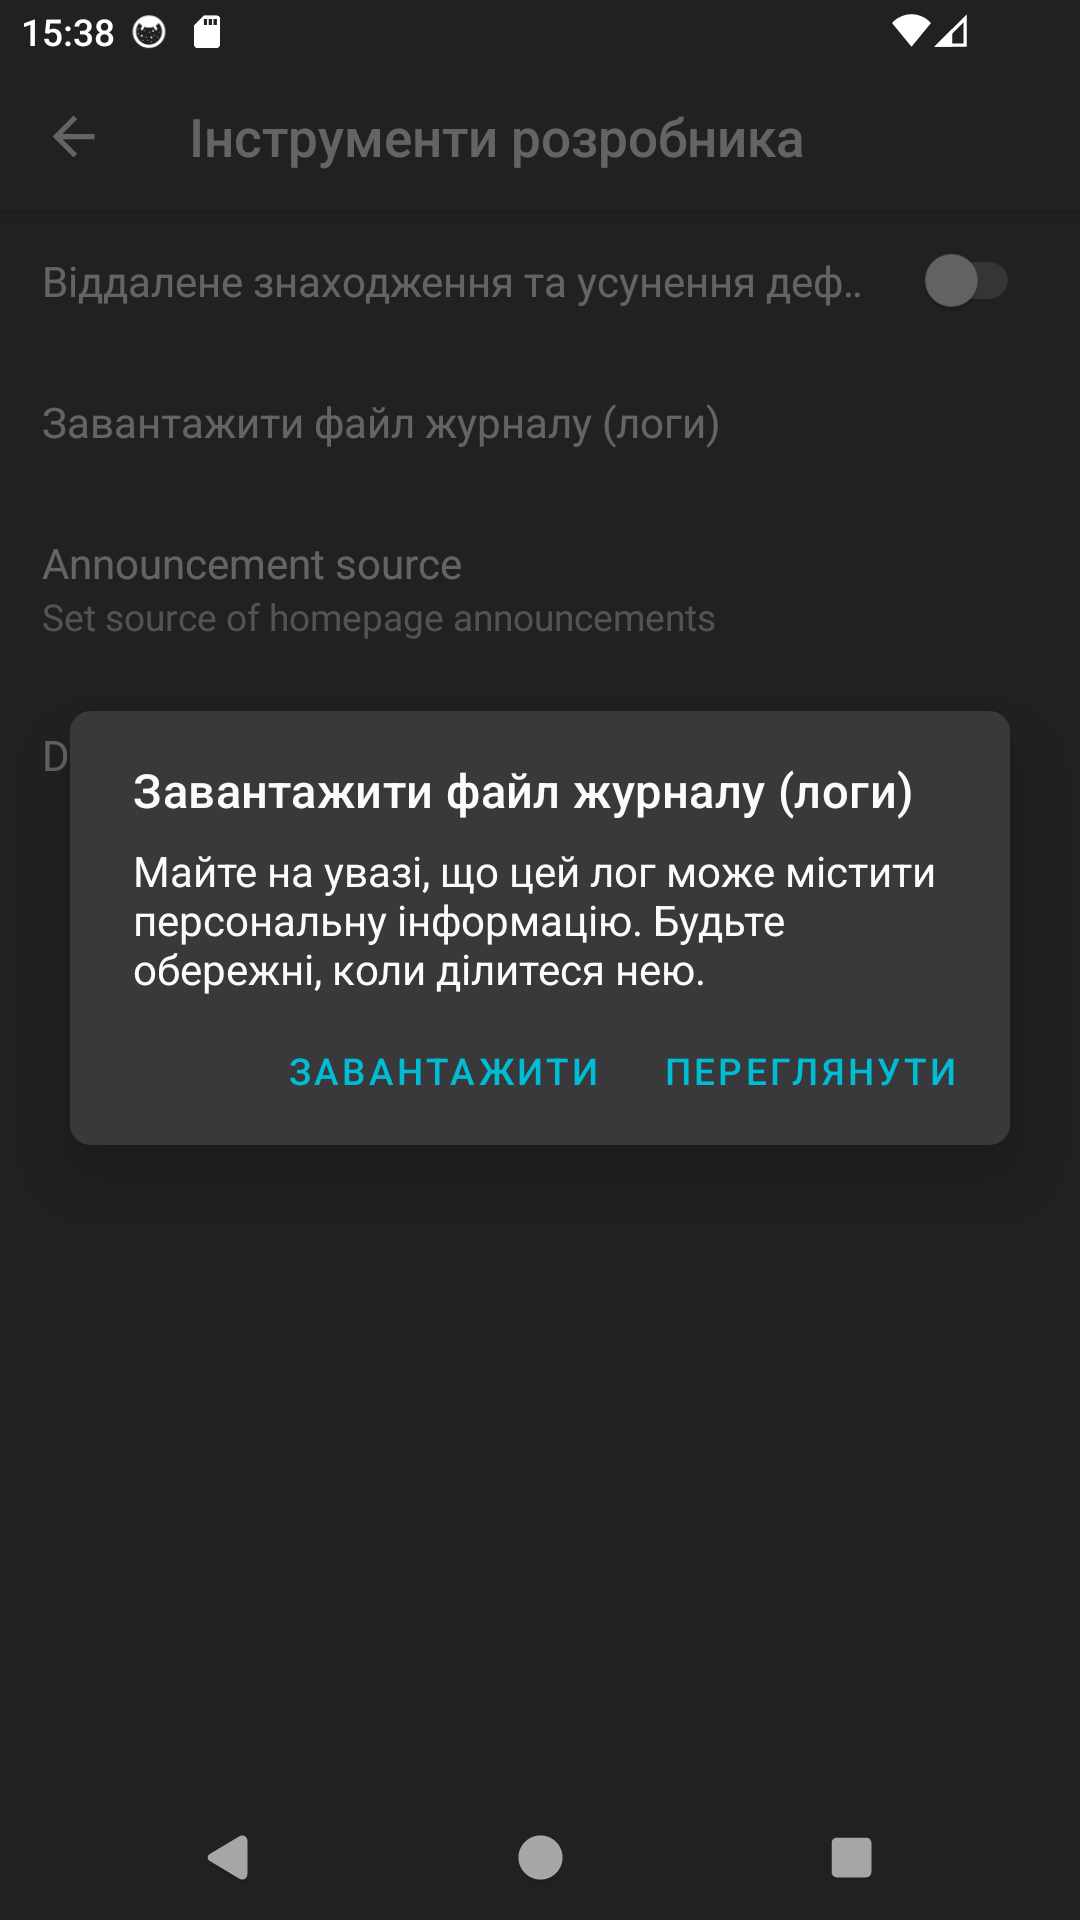 15:38
Інструменти розробника
Віддалене знаходження та усунення деф..
Завантажити файл журналу (логи)
Announcement source
Set source of homepage announcements
D
Завантажити файл журналу (логи)
Майте на увазі, що цей лог може містити
персональну інформацію. Будьте
обережні, коли ділитеся нею.
ЗАВАНТАЖИТИ
ПЕРЕГЛЯНУТИ